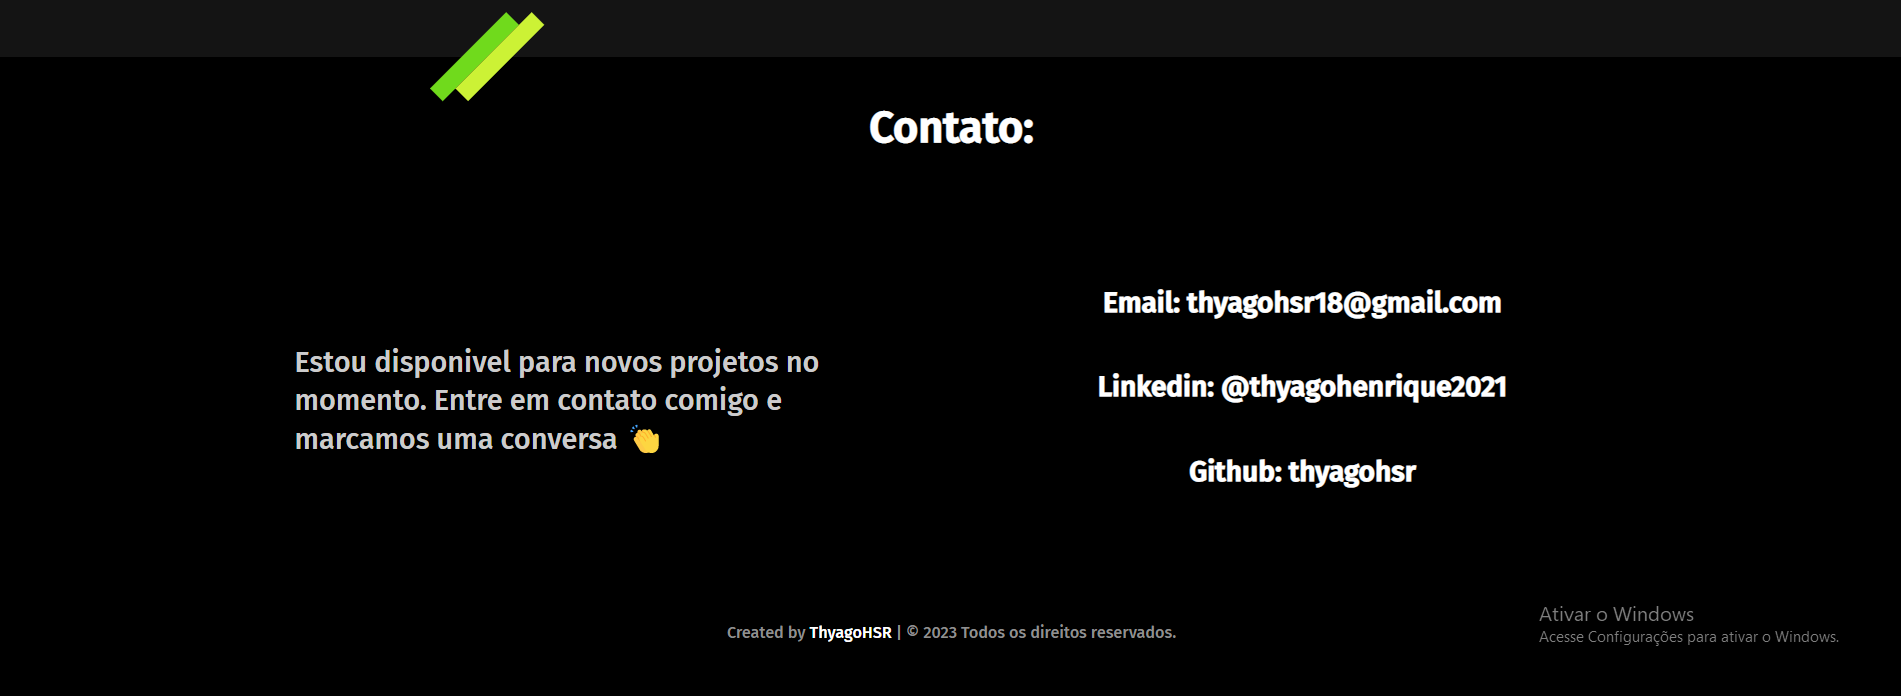 Contato:
Estou disponivel para novos projetos no
momento. Entre em contato comigo e
marcamos uma conversa 👏
Email: thyagohsr18@gmail.com
Linkedin: @thyagohenrique2021
Github: thyagohsr
Created by ThyagoHSR | © 2023 Todos os direitos reservados.
Ativar o Windows
Acesse Configurações para ativar o Windows.